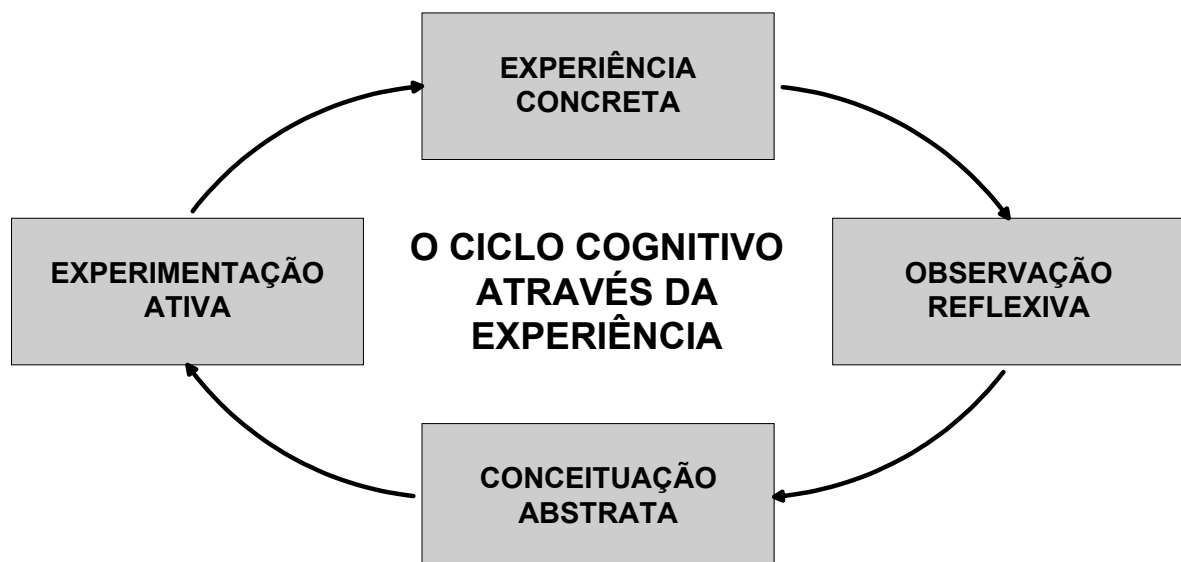 EXPERIÊNCIA
CONCRETA
EXPERIMENTAÇÃO
ATIVA
O CICLO COGNITIVO
ATRAVÉS DA
EXPERIÊNCIA
OBSERVAÇÃO
REFLEXIVA
CONCEITUAÇÃO
ABSTRATA